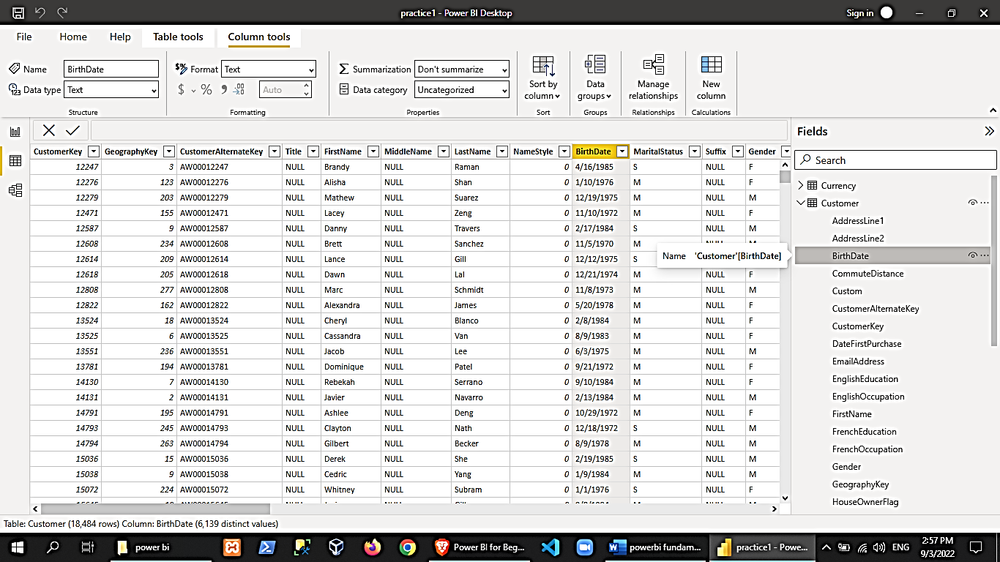 practice1 - Power BI Desktop
Sign in
File Home Help Table tools Column tools
Name BirthDate
Data type Text
Structure
Format Text
$ % 9 Auto
Formatting
Summarization Don't summarize
Data category Uncategorized
Properties
Sort by column
Sort
Data groups
Groups
Manage relationships
Relationships
New column
Calculations
CustomerKey GeographyKey CustomerAlternateKey Title FirstName MiddleName LastName NameStyle BirthDate MaritalStatus Suffix Gender
12247 3 AW00012247 NULL Brandy NULL Raman 0 4/16/1985 S NULL F
12276 123 AW00012276 NULL Alisha NULL Shan 0 1/10/1976 M NULL F
12279 203 AW00012279 NULL Mathew NULL Suarez 0 12/19/1975 M NULL M
12471 155 AW00012471 NULL Lacey NULL Zeng 0 11/10/1972 M NULL F
12587 9 AW00012587 NULL Danny NULL Travers 0 2/17/1984 S NULL M
12608 234 AW00012608 NULL Brett NULL Sanchez 0 11/5/1970 M
12614 209 AW00012614 NULL Lance NULL Gill 0 12/12/1975 S
12618 205 AW00012618 NULL Dawn NULL Lal 0 12/21/1974 M NULL F
12808 277 AW00012808 NULL Marc NULL Schmidt 0 11/8/1973 M NULL M
12822 162 AW00012822 NULL Alexandra NULL James 0 5/20/1978 M NULL F
13524 18 AW00013524 NULL Cheryl NULL Blanco 0 2/8/1984 M NULL F
13525 6 AW00013525 NULL Cassandra NULL Van 0 8/9/1983 M NULL F
13551 236 AW00013551 NULL Jacob NULL Lee 0 6/3/1975 M NULL M
13781 194 AW00013781 NULL Dominique NULL Patel 0 9/21/1972 M NULL F
14130 7 AW00014130 NULL Rebekah NULL Serrano 0 9/10/1984 M NULL F
14131 2 AW00014131 NULL Javier NULL Navarro 0 2/13/1984 M NULL M
14791 195 AW00014791 NULL Ashlee NULL Deng 0 10/29/1972 M NULL F
14793 245 AW00014793 NULL Clayton NULL Nath 0 12/18/1972 S NULL M
14794 263 AW00014794 NULL Gilbert NULL Becker 0 8/9/1978 M NULL M
15036 15 AW00015036 NULL Derek NULL She 0 2/19/1985 S NULL M
15038 9 AW00015038 NULL Cedric NULL Yang 0 1/9/1984 M NULL M
15072 224 AW00015072 NULL Whitney NULL Subram 0 1/1/1976 S NULL F
Name 'Customer'[BirthDate]
Fields
Search
Currency
Customer
AddressLine1
AddressLine2
BirthDate
CommuteDistance
Custom
CustomerAlternateKey
CustomerKey
DateFirstPurchase
EmailAddress
EnglishEducation
EnglishOccupation
FirstName
FrenchEducation
FrenchOccupation
Gender
GeographyKey
HouseOwnerFlag
Table: Customer (18,484 rows) Column: BirthDate (6,139 distinct values)
power bi Power BI for Beg... powerbi fundam... practice1 - Powe... ENG 2:57 PM
9/3/2022